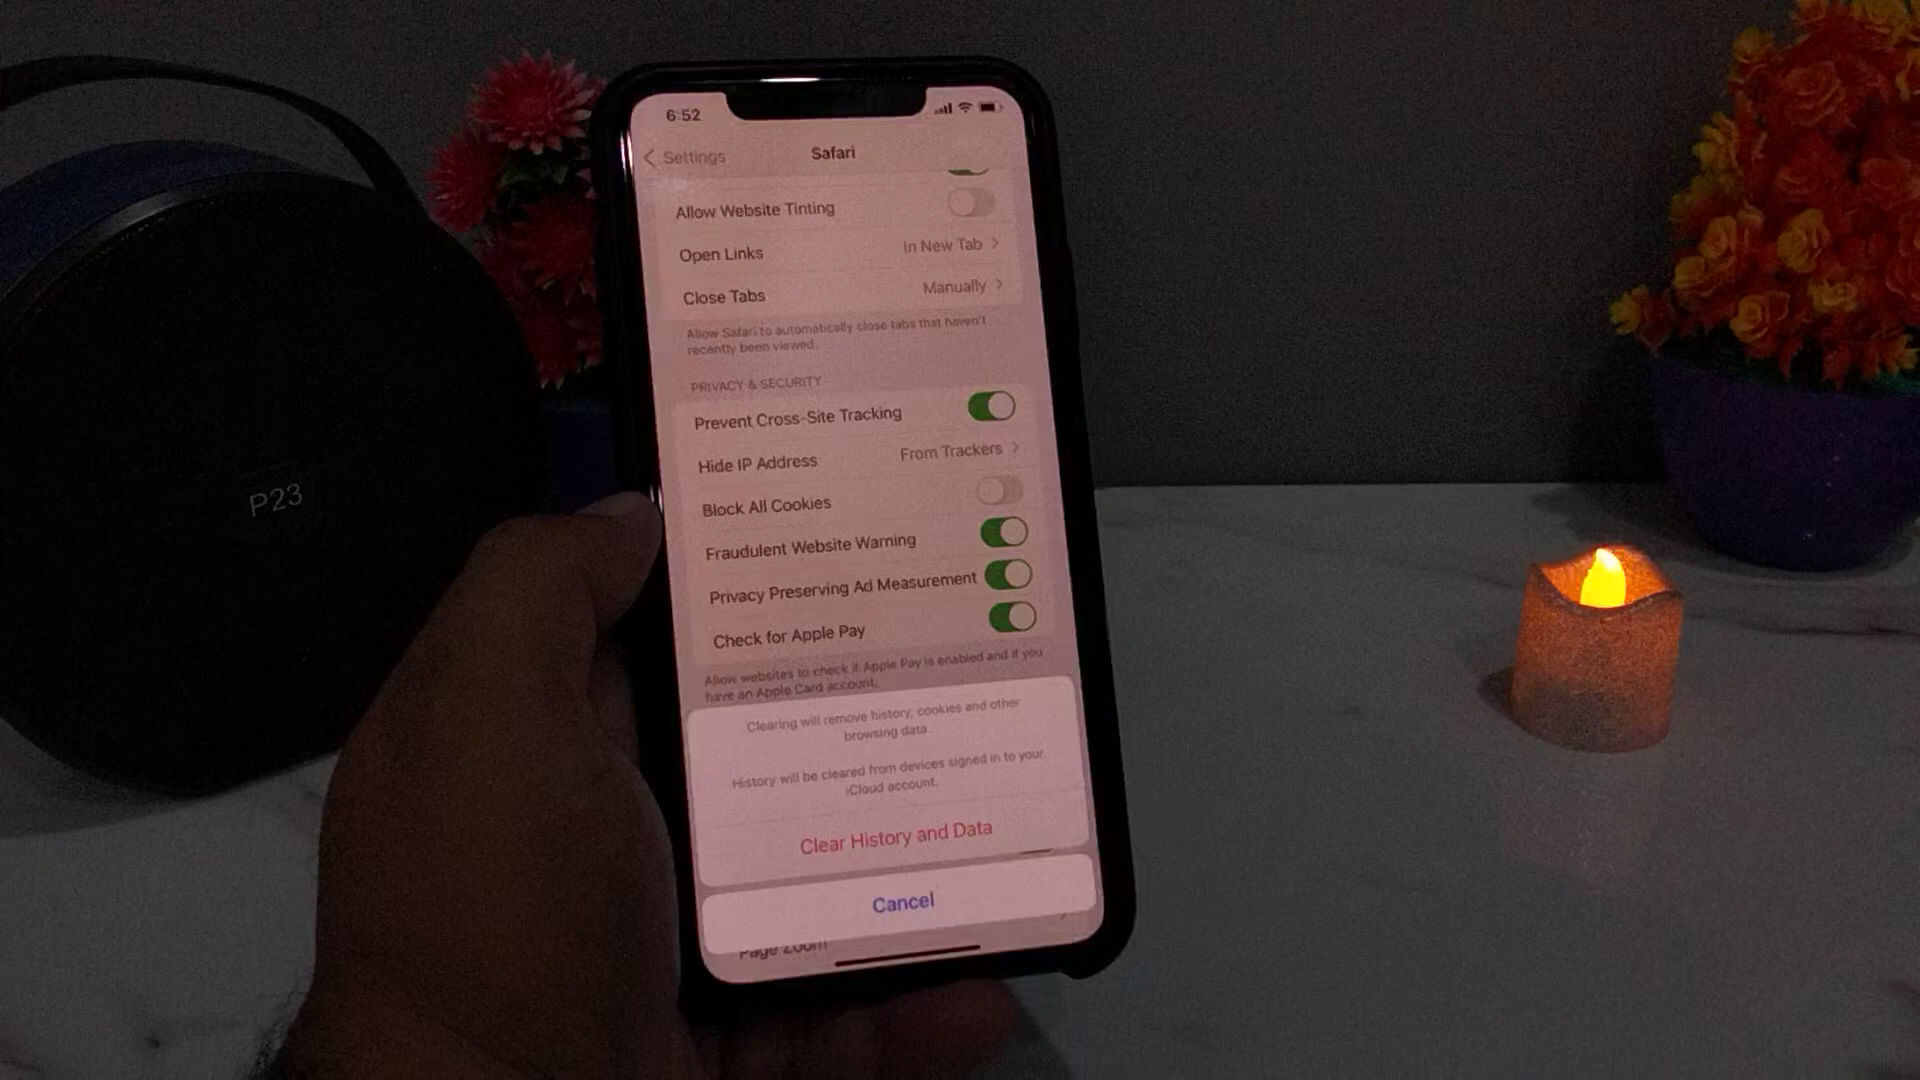 6:52
Settings
Safari
Allow Website Tinting
Open Links
In New Tab
Close Tabs
Manually
Allow Safari to automatically close tabs that haven't
recently been viewed.
PRIVACY & SECURITY
Prevent Cross-Site Tracking
Hide IP Address
From Trackers
Block All Cookies
Fraudulent Website Warning
Privacy Preserving Ad Measurement
Check for Apple Pay
Allow websites to check if Apple Pay is enabled and if you
have an Apple Card account.
Clearing will remove history, cookies and other
browsing data.
History will be cleared from devices signed in to your
iCloud account.
Clear History and Data
Cancel
Page Zoom
P23